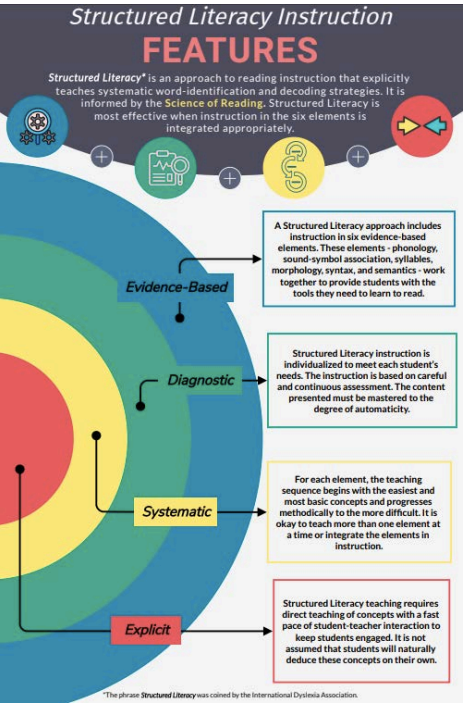 Structured Literacy Instruction
FEATURES
Structured Literacy* is an approach to reading instruction that explicitly
teaches systematic word-identification and decoding strategies. It is
informed by the Science of Reading. Structured Literacy is
most effective when instruction in the six elements is
integrated appropriately.
A Structured Literacy approach includes
instruction in six evidence-based
elements. These elements - phonology,
sound-symbol association, syllables,
morphology, syntax, and semantics - work
together to provide students with the
tools they need to learn to read.
Evidence-Based
Structured Literacy instruction is
individualized to meet each student's
needs. The instruction is based on careful
and continuous assessment. The content
presented must be mastered to the
degree of automaticity.
Diagnostic
For each element, the teaching
sequence begins with the easiest and
most basic concepts and progresses
methodically to the more difficult. It is
okay to teach more than one element at
a time or integrate the elements in
instruction.
Systematic
Structured Literacy teaching requires
direct teaching of concepts with a fast
pace of student-teacher interaction to
keep students engaged. It is not
assumed that students will naturally
deduce these concepts on their own.
Explicit
*The phrase Structured Literacy was coined by the International Dyslexia Association.